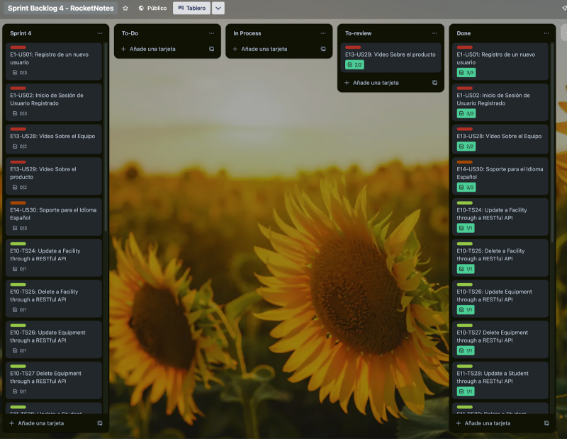 Sprint Backlog 4 - RocketNotes
Público
Tablero
Sprint 4
E1-US01: Registro de un nuevo
usuario
0/3
E1-US02: Inicio de Sesión de
Usuario Registrado
0/3
E13-US28: Video Sobre el Equipo
0/2
E13-US29: Video Sobre el
producto
0/2
E14-US30: Soporte para el Idioma
Español
0/3
E10-TS24: Update a Facility
through a RESTful API
0/1
E10-TS25: Delete a Facility
through a RESTful API
0/1
E10-TS26: Update Equipment
through a RESTful API
0/1
E10-TS27 Delete Equipment
through a RESTful API
0/1
Añade una tarjeta
To-Do
Añade una tarjeta
In Process
Añade una tarjeta
To-review
E13-US29: Video Sobre el producto
2/2
Añade una tarjeta
Done
E1-US01: Registro de un nuevo
usuario
3/3
E1-US02: Inicio de Sesión de
Usuario Registrado
3/3
E13-US28: Video Sobre el Equipo
2/2
E14-US30: Soporte para el Idioma
Español
3/3
E10-TS24: Update a Facility
through a RESTful API
1/1
E10-TS25: Delete a Facility
through a RESTful API
1/1
E10-TS26: Update Equipment
through a RESTful API
1/1
E10-TS27 Delete Equipment
through a RESTful API
1/1
E11-TS28: Update a Student
through a RESTful API
1/1
Añade una tarjeta